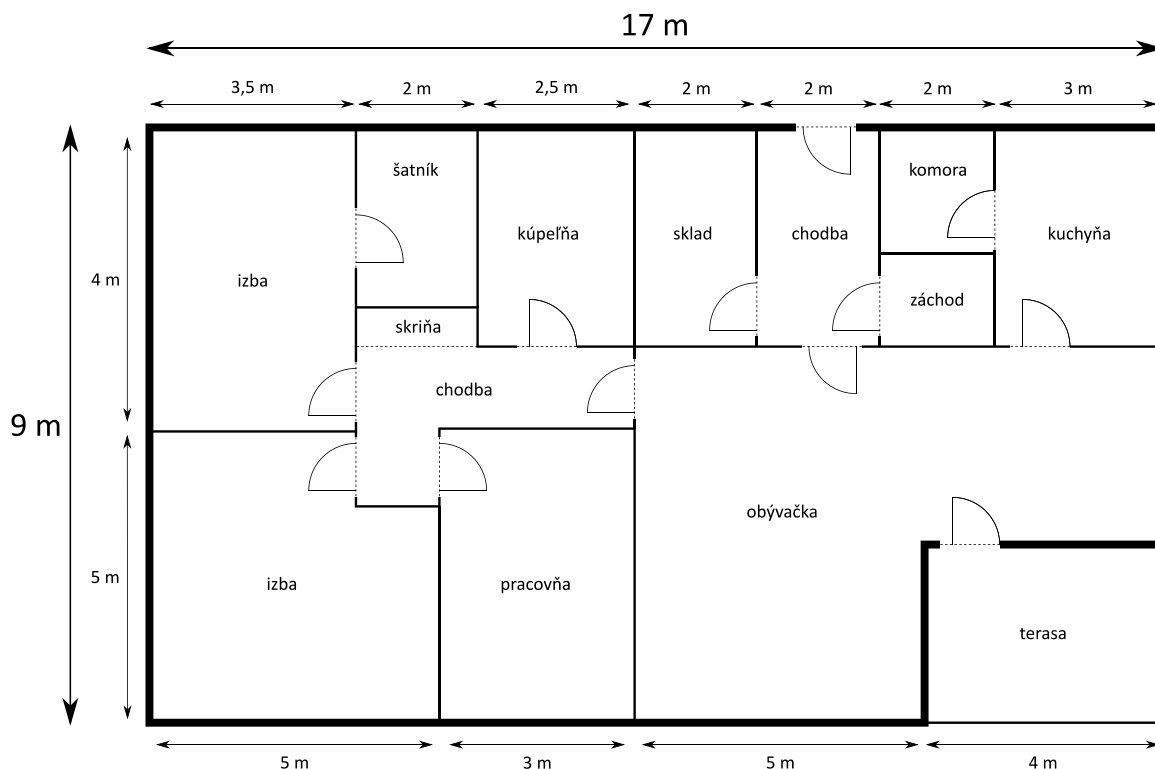 17 m
3,5 m
2 m
2,5 m
2 m
2 m
2 m
3 m
9 m
4 m
5 m
šatník
kúpeľňa
sklad
chodba
komora
kuchyňa
izba
záchod
skriňa
chodba
obývačka
izba
pracovňa
terasa
5 m
3 m
5 m
4 m